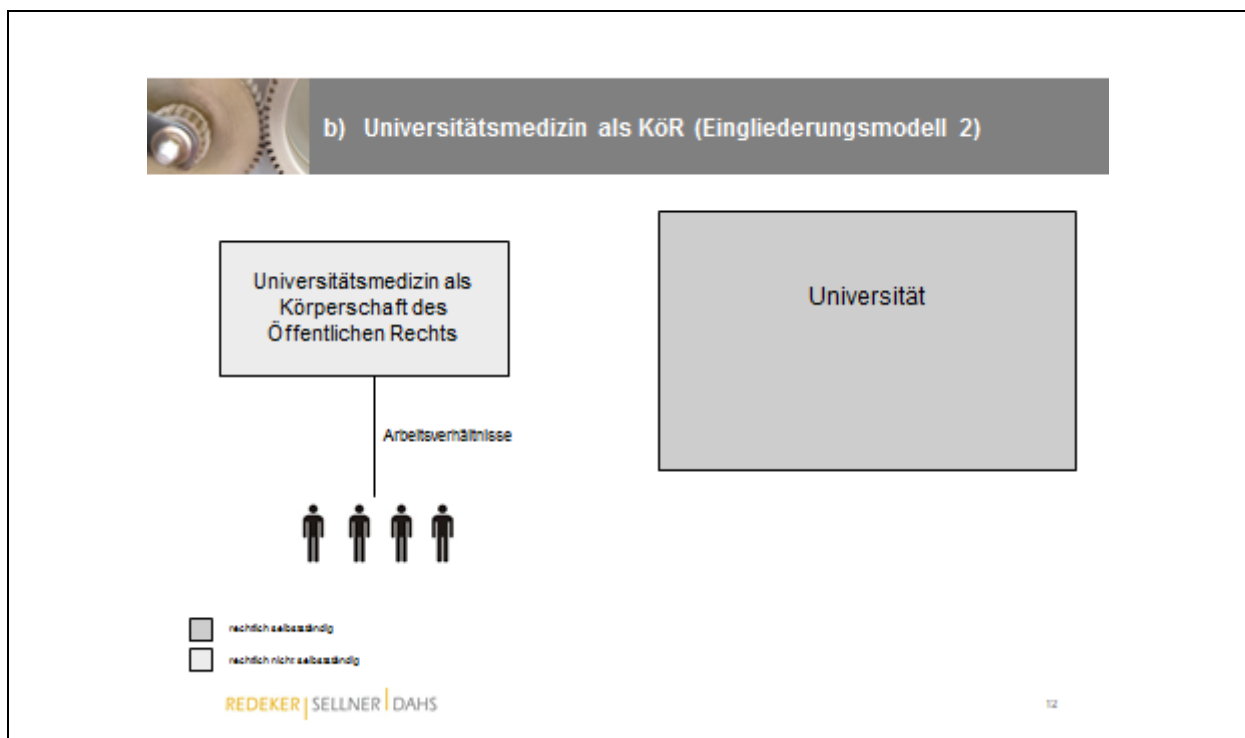 b) Universitätsmedizin als KöR (Eingliederungsmodell 2)
Universitätsmedizin als
Körperschaft des
Öffentlichen Rechts
Universität
Arbeitsverhältnisse
rechtlich selbstständig
rechtlich nicht selbstständig
REDEKER SELLNER DAHS
12